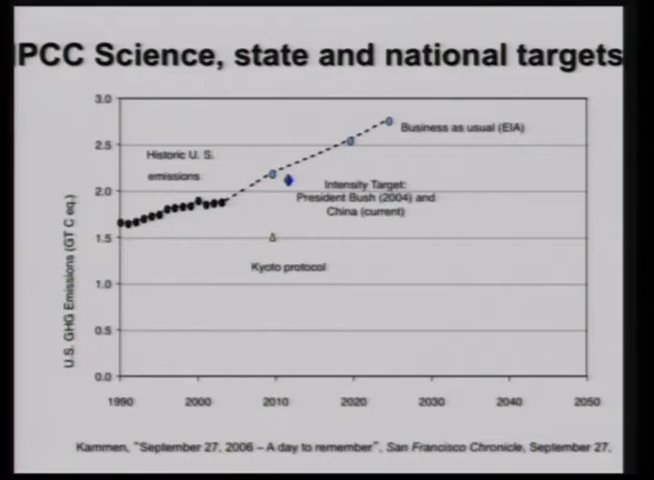 IPCC Science, state and national targets
3.0
Business as usual (EIA)
2.5
Historic U. S.
emissions
Intensity Target:
2.0
President Bush (2004) and
China (current)
1.5
Kyoto protocol
1.0
0.5
0.0
U.S. GHG Emissions (GT C eq.)
1990 2000 2010 2020 2030 2040 2050
Kammen, "September 27, 2006 – A day to remember", San Francisco Chronicle, September 27,